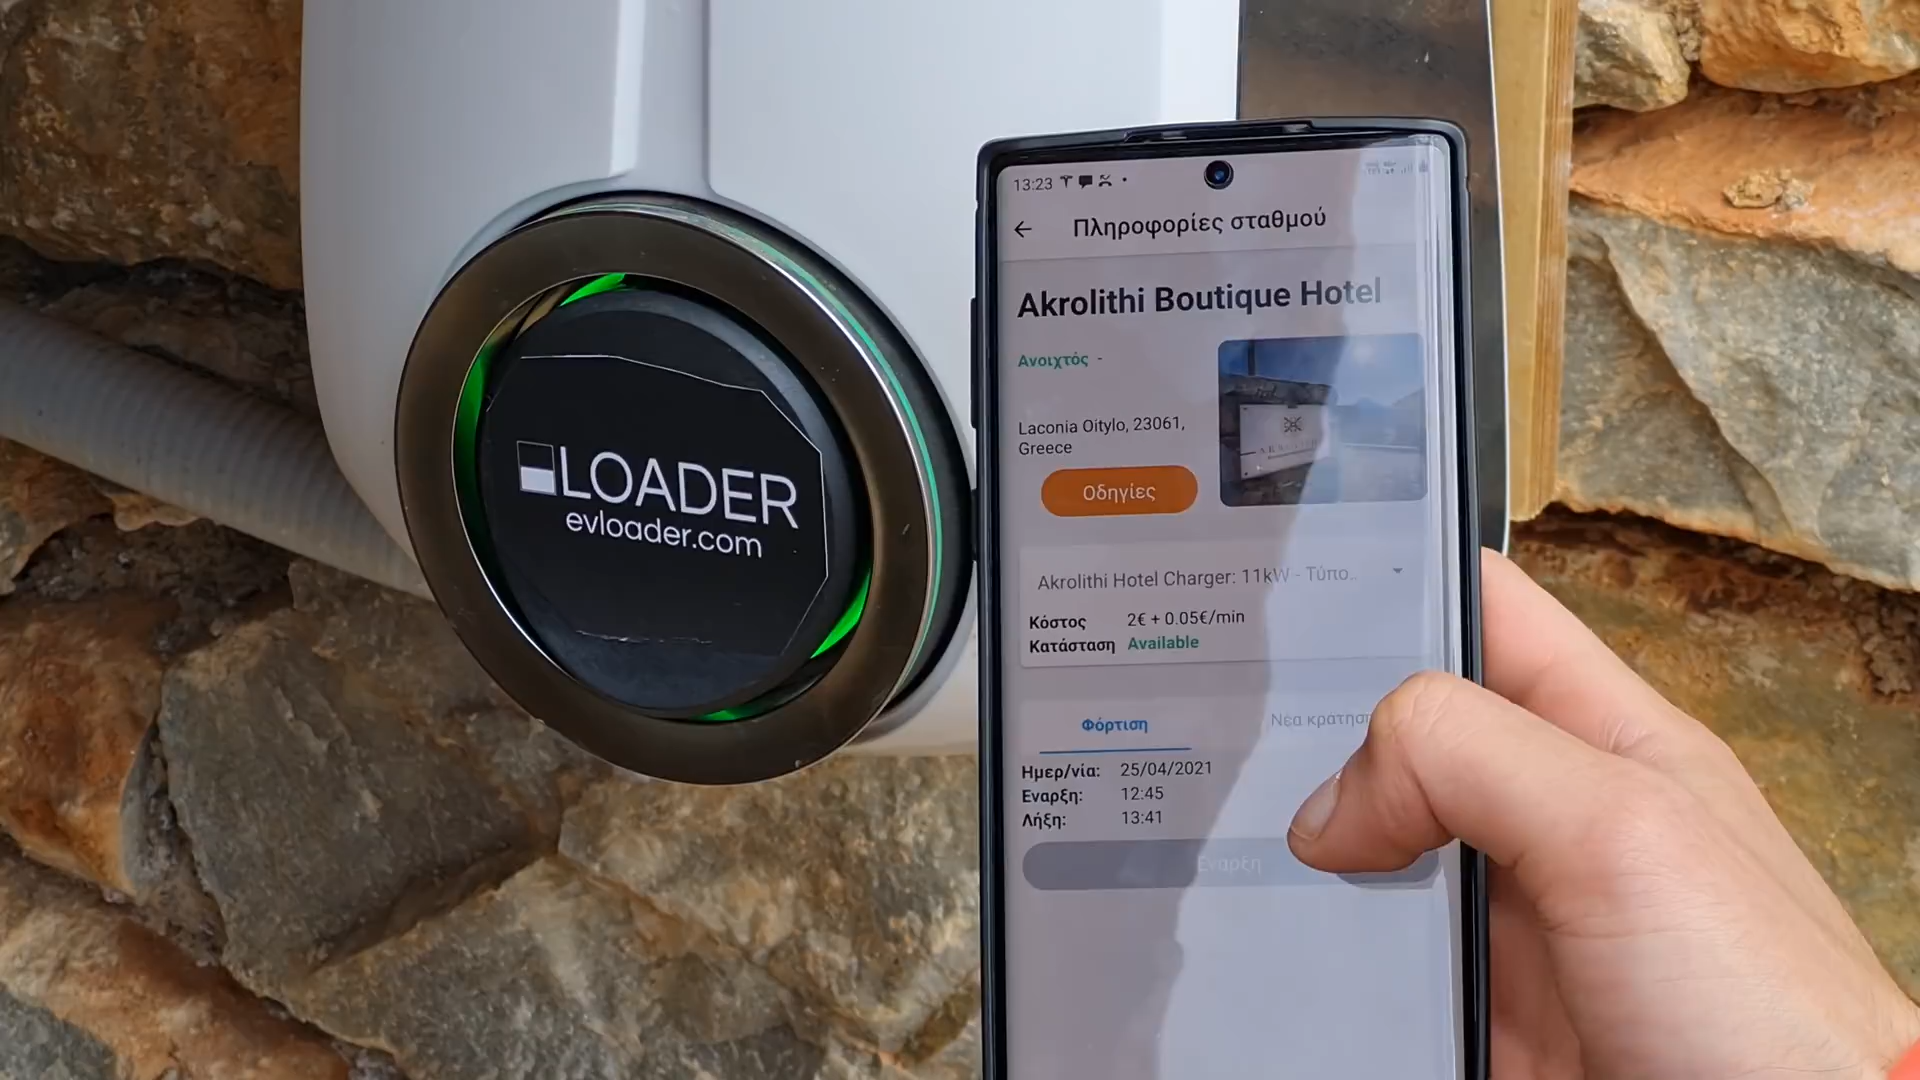 LOADER
evloader.com
13:23
Πληροφορίες σταθμού
Akrolithi Boutique Hotel
Ανοιχτός -
Laconia Oitylo, 23061,
Greece
Οδηγίες
Akrolithi Hotel Charger: 11kW - Τύπο..
Κόστος 2€ + 0.05€/min
Κατάσταση Available
Φόρτιση Νέα κράτηση
Ημερ/νία: 25/04/2021
Εναρξη: 12:45
Λήξη: 13:41
Εναρξη